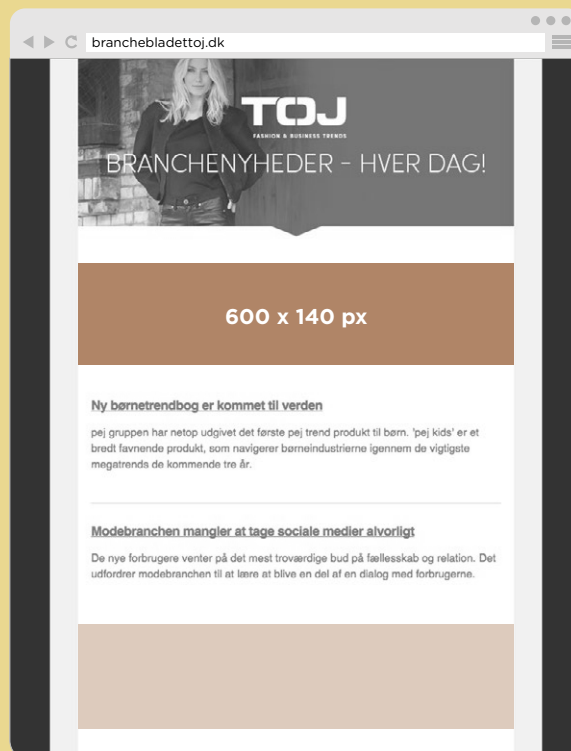 branchebladettoj.dk
TOJ
FASHION & BUSINESS TRENDS
BRANCHENYHEDER - HVER DAG!
600 x 140 px
Ny børnetrendbog er kommet til verden
pej gruppen har netop udgivet det første pej trend produkt til børn. 'pej kids' er et
bredt favnende produkt, som navigerer børneindustrierne igennem de vigtigste
megatrends de kommende tre år.
Modebranchen mangler at tage sociale medier alvorligt
De nye forbrugere venter på det mest troværdige bud på fællesskab og relation. Det
udfordrer modebranchen til at lære at blive en del af en dialog med forbrugerne.